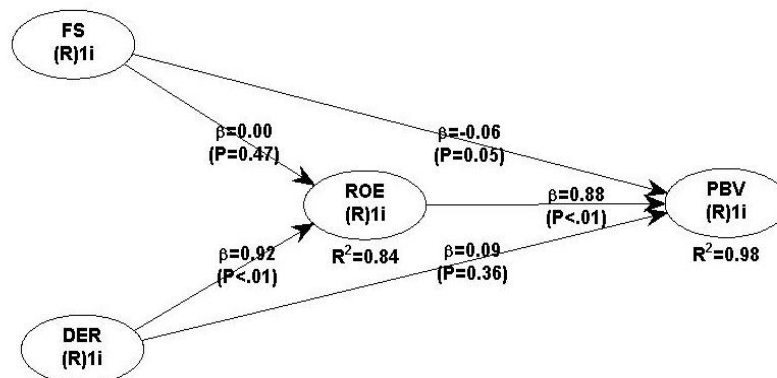 FS
(R)1i
β=0.00
(P=0.47)
β=-0.06
(P=0.05)
ROE
(R)1i
R²=0.84
β=0.88
(P<.01)
PBV
(R)1i
R²=0.98
β=0.92
(P<.01)
β=0.09
(P=0.36)
DER
(R)1i